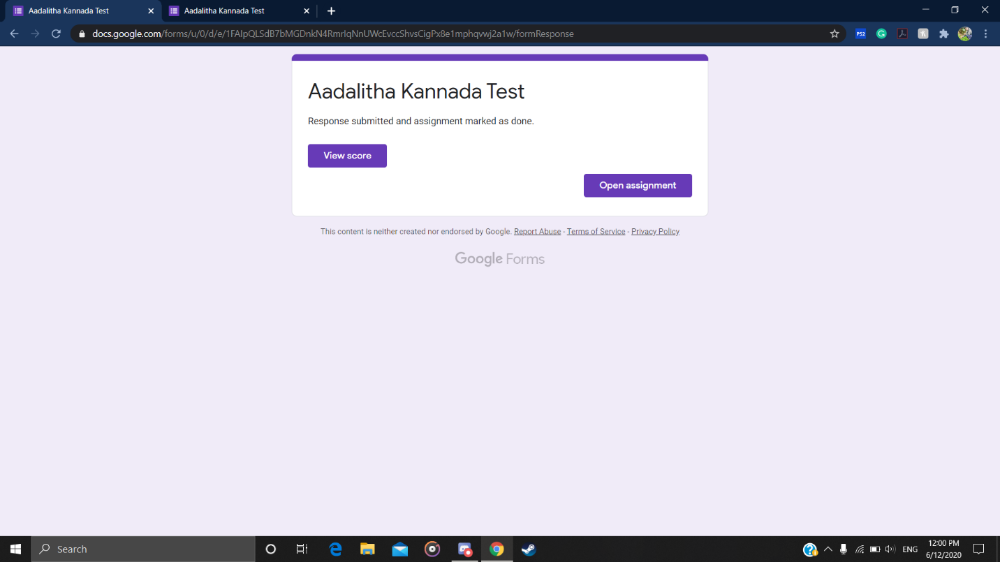 Aadalitha Kannada Test
Aadalitha Kannada Test
docs.google.com/forms/u/0/d/e/1FAIpQLSdB7bMGDnkN4RmrIqNnUWcEvccShvsCigPx8e1mphqvwj2a1w/formResponse
PS2
Aadalitha Kannada Test
Response submitted and assignment marked as done.
View score
Open assignment
This content is neither created nor endorsed by Google. Report Abuse - Terms of Service - Privacy Policy
Google Forms
Search
ENG
12:00 PM
6/12/2020